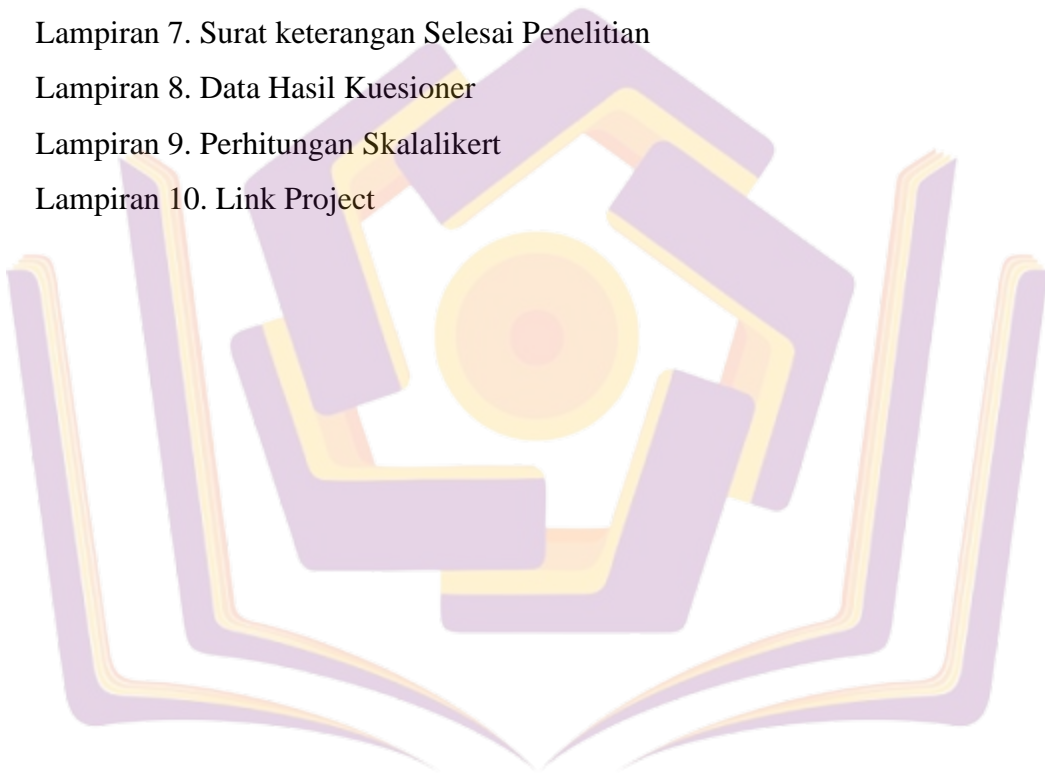 Lampiran 7. Surat keterangan Selesai Penelitian
Lampiran 8. Data Hasil Kuesioner
Lampiran 9. Perhitungan Skalalikert
Lampiran 10. Link Project